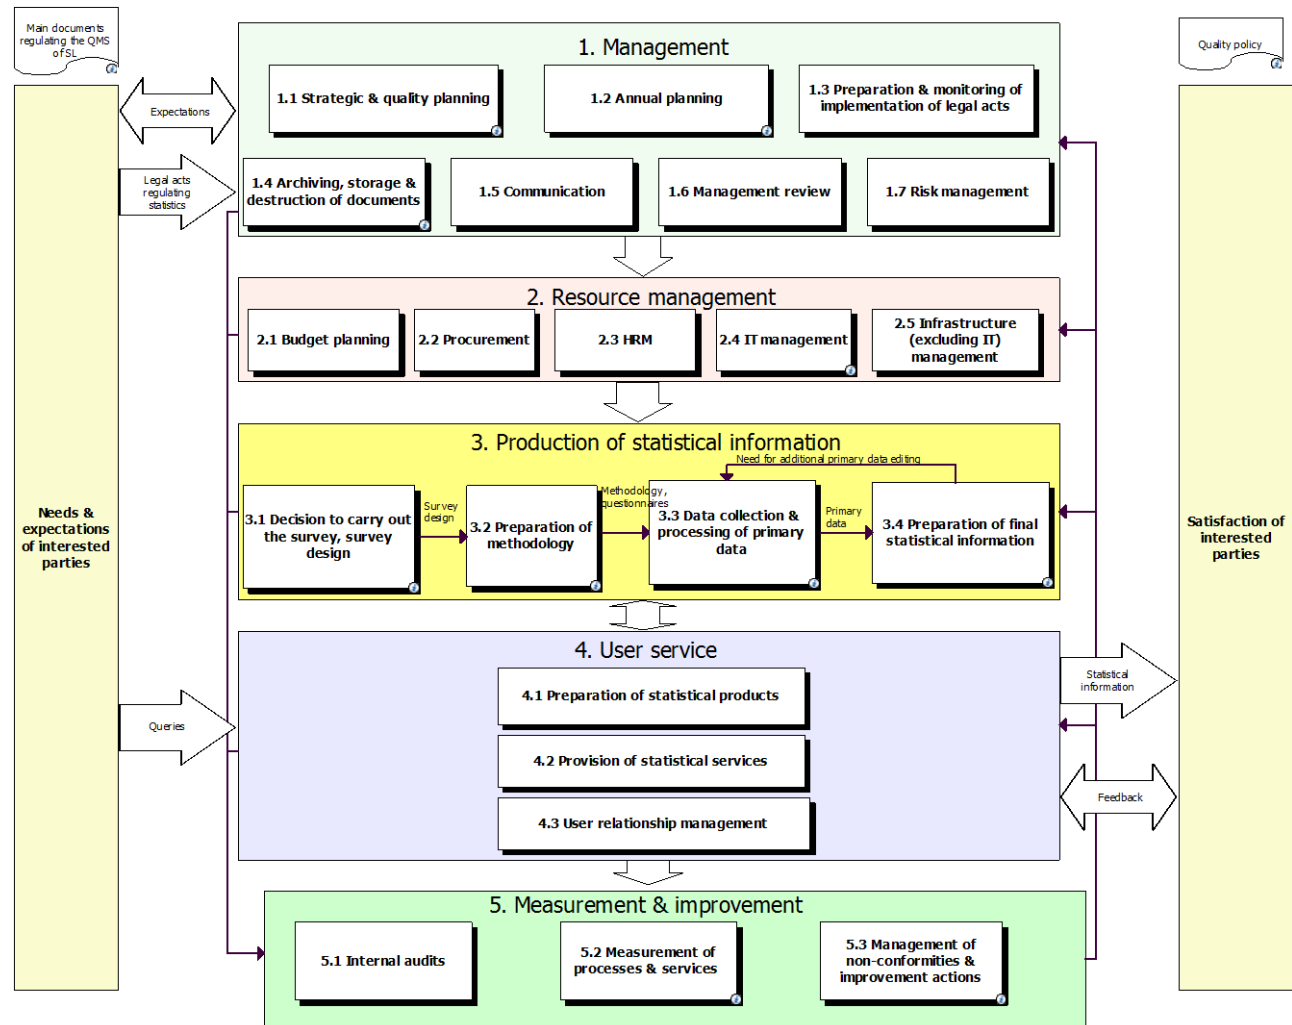 Main documents
regulating the QMS
of SL
Quality policy
1. Management
1.1 Strategic & quality planning
1.2 Annual planning
1.3 Preparation & monitoring of
implementation of legal acts
Expectations
Legal acts
regulating
statistics
1.4 Archiving, storage &
destruction of documents
1.5 Communication
1.6 Management review
1.7 Risk management
2. Resource management
2.1 Budget planning
2.2 Procurement
2.3 HRM
2.4 IT management
2.5 Infrastructure
(excluding IT)
management
3. Production of statistical information
Need for additional primary data editing
3.1 Decision to carry out
the survey, survey
design
Survey
design
3.2 Preparation of
methodology
Methodology,
questionnaires
3.3 Data collection &
processing of primary
data
Primary
data
3.4 Preparation of final
statistical information
Needs &
expectations
of interested
parties
Satisfaction of
interested
parties
4. User service
4.1 Preparation of statistical products
4.2 Provision of statistical services
4.3 User relationship management
Queries
Statistical
information
Feedback
5. Measurement & improvement
5.1 Internal audits
5.2 Measurement of
processes & services
5.3 Management of
non-conformities &
improvement actions